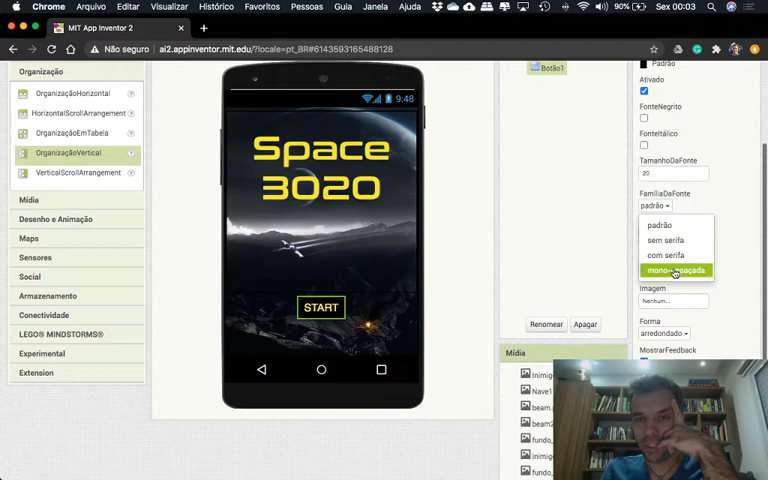 Chrome Arquivo Editar Visualizar Histórico Favoritos Pessoas Guia Janela Ajuda 90% Sex 00:03
MIT App Inventor 2
Não seguro | ai2.appinventor.mit.edu/?locale=pt_BR#6143593165488128
Organização
OrganizaçãoHorizontal
HorizontalScrollArrangement
OrganizaçãoEmTabela
OrganizaçãoVertical
VerticalScrollArrangement
Mídia
Desenho e Animação
Maps
Sensores
Social
Armazenamento
Conectividade
LEGO® MINDSTORMS®
Experimental
Extension
9:48
Space
3020
START
Botão1
Renomear Apagar
Mídia
Nave1
beam2
fundo_
fundo_
Padrão
Ativado
FonteNegrito
FonteItálico
TamanhoDaFonte
20
FamíliaDaFonte
padrão
padrão
sem serifa
com serifa
Imagem
Nenhum...
Forma
arredondado
MostrarFeedback